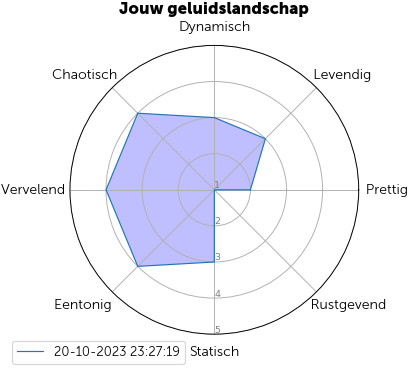 Jouw geluidslandschap
Dynamisch
Chaotisch
Levendig
Vervelend
1
Prettig
2
3
Eentonig
4
Rustgevend
5
20-10-2023 23:27:19
Statisch